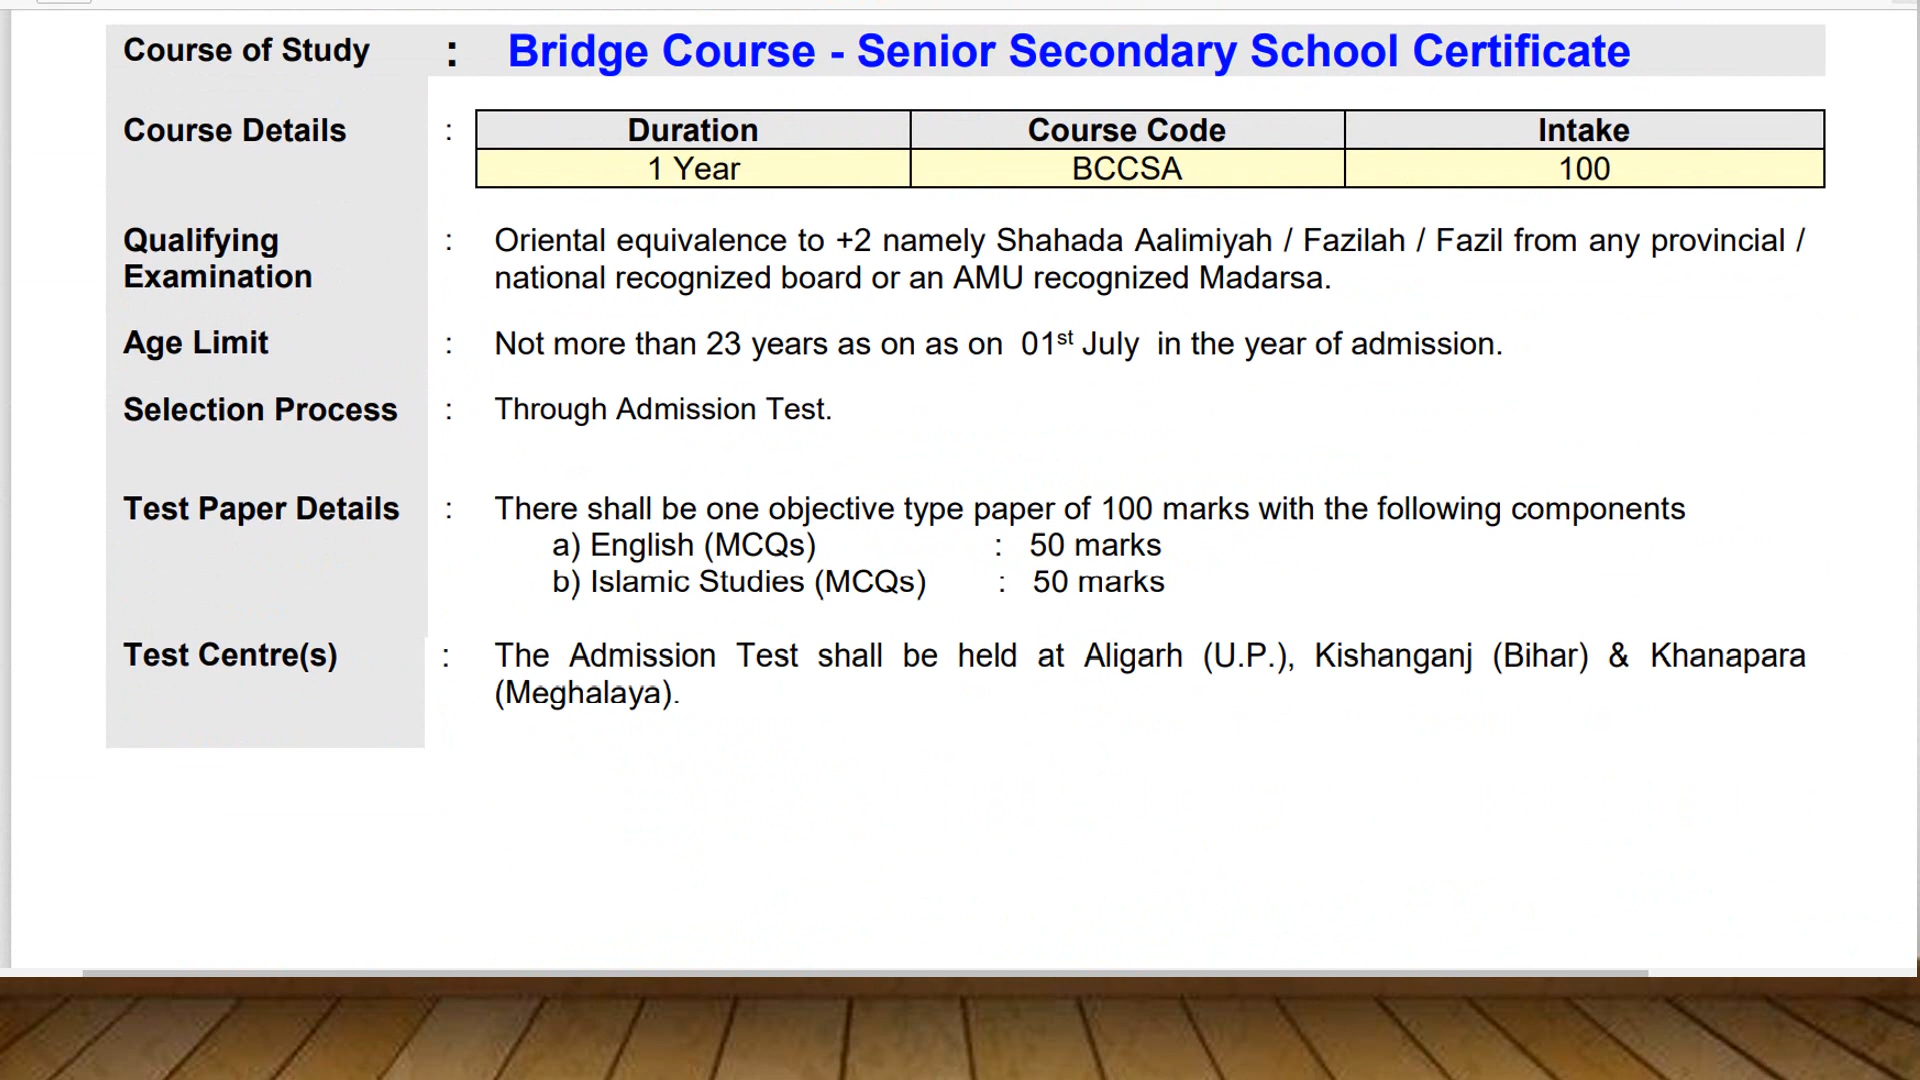 Course of Study : Bridge Course - Senior Secondary School Certificate
Course Details : Duration Course Code Intake
1 Year BCCSA 100
Qualifying Examination : Oriental equivalence to +2 namely Shahada Aalimiyah / Fazilah / Fazil from any provincial /
national recognized board or an AMU recognized Madarsa.
Age Limit : Not more than 23 years as on as on 01st July in the year of admission.
Selection Process : Through Admission Test.
Test Paper Details : There shall be one objective type paper of 100 marks with the following components
a) English (MCQs) : 50 marks
b) Islamic Studies (MCQs) : 50 marks
Test Centre(s) : The Admission Test shall be held at Aligarh (U.P.), Kishanganj (Bihar) & Khanapara
(Meghalaya).